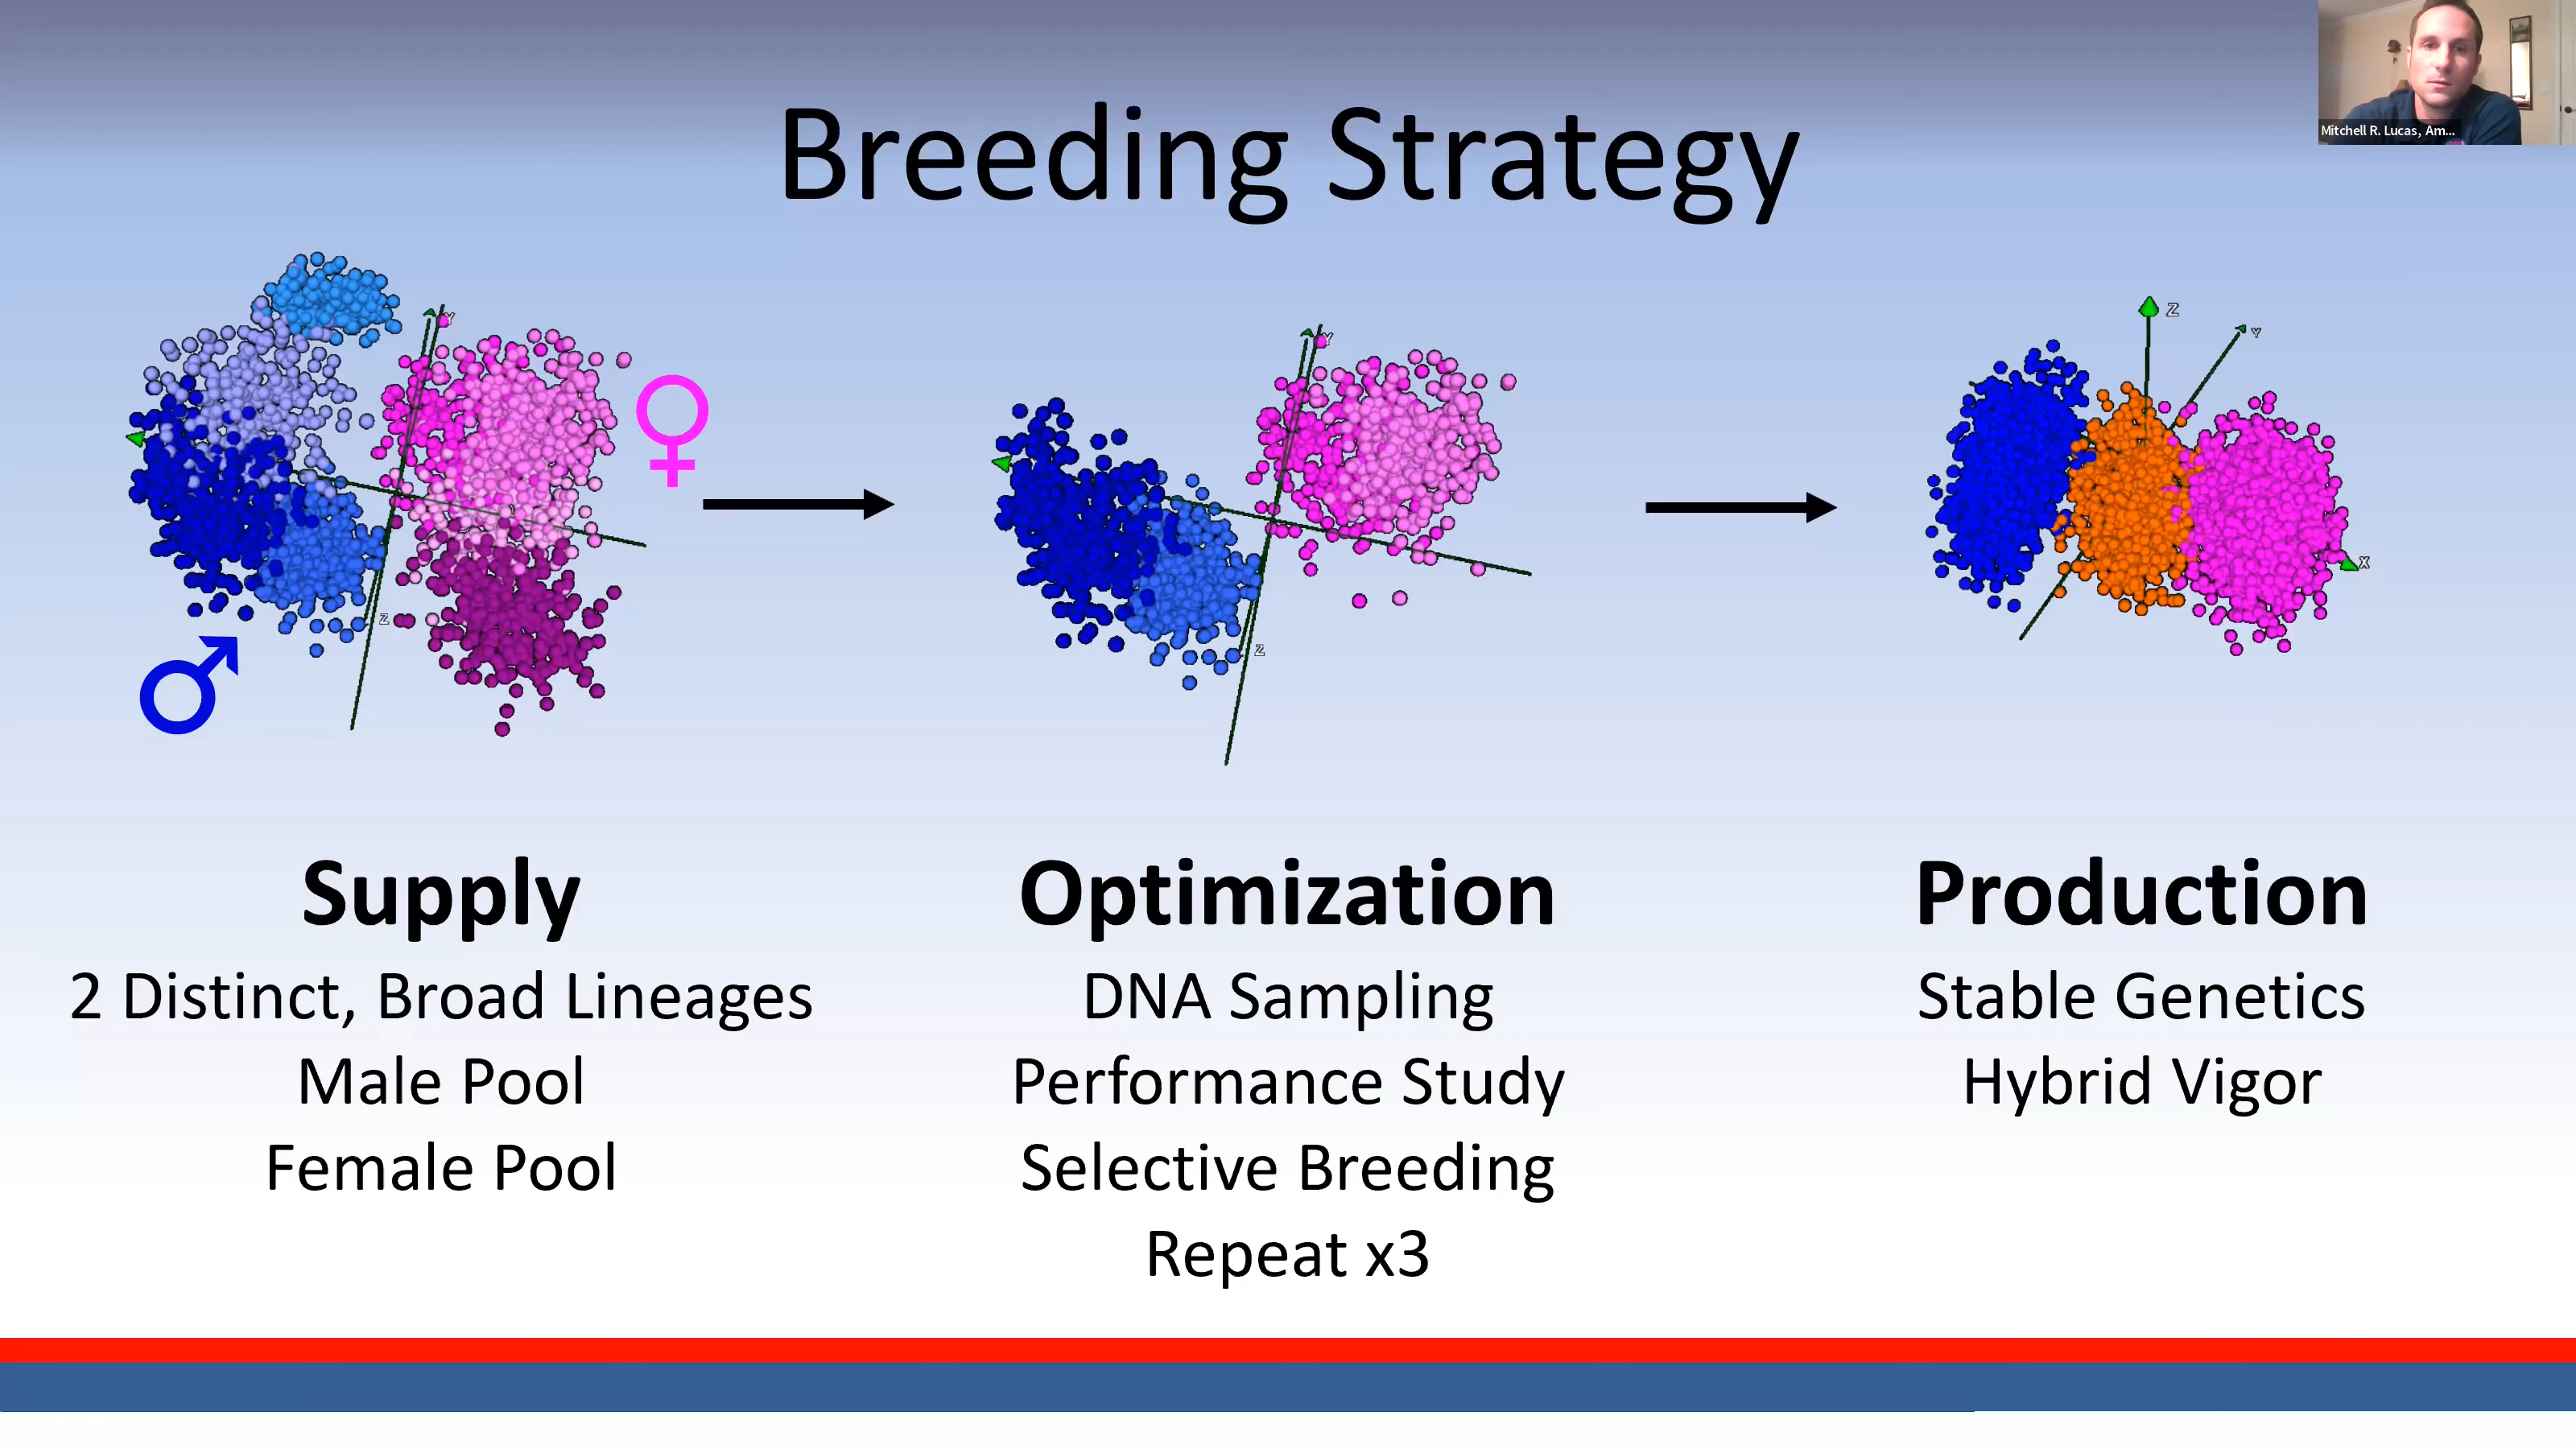 Mitchell R. Lucas, Am...
Breeding Strategy
Y
Z
Y
Z
Z
Y
X
Supply
2 Distinct, Broad Lineages
Male Pool
Female Pool
Optimization
DNA Sampling
Performance Study
Selective Breeding
Repeat x3
Production
Stable Genetics
Hybrid Vigor